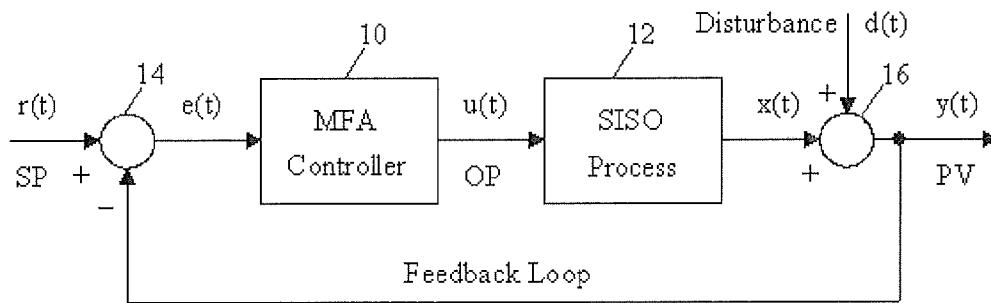 10
12
Disturbance
d(t)
14
16
r(t)
e(t)
MFA
Controller
u(t)
SISO
Process
x(t)
+
y(t)
SP
+
−
OP
+
PV
Feedback Loop